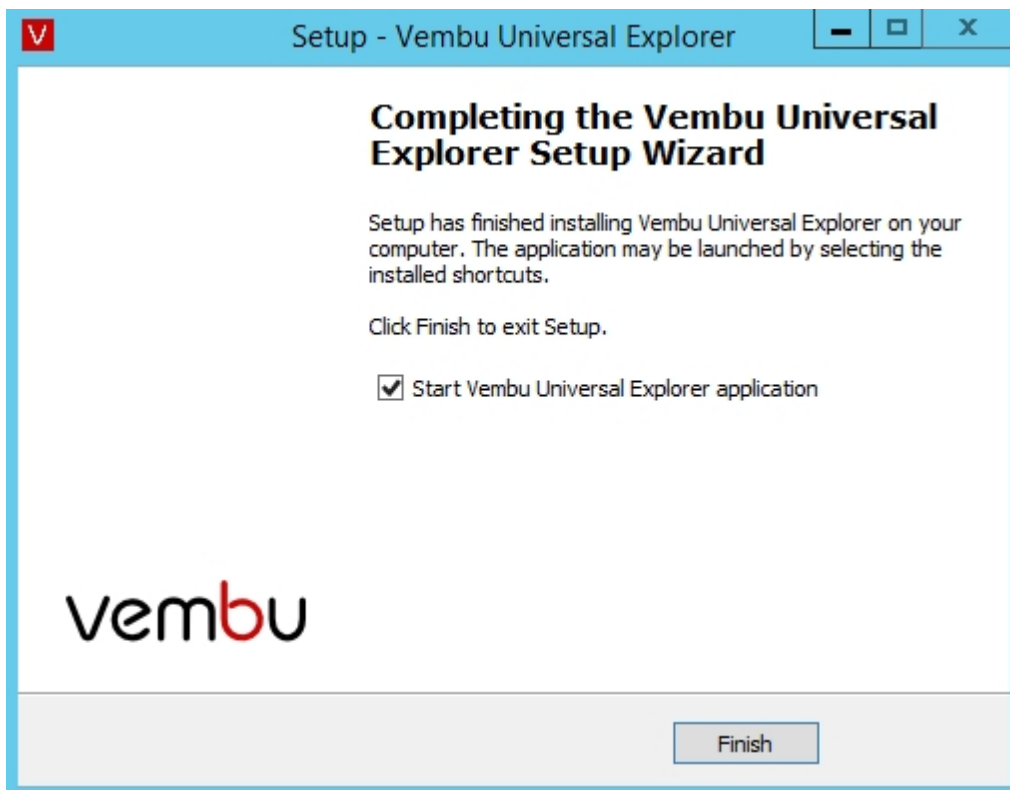 V
Setup - Vembu Universal Explorer
Completing the Vembu Universal
Explorer Setup Wizard
Setup has finished installing Vembu Universal Explorer on your
computer. The application may be launched by selecting the
installed shortcuts.
Click Finish to exit Setup.
Start Vembu Universal Explorer application
vembu
Finish